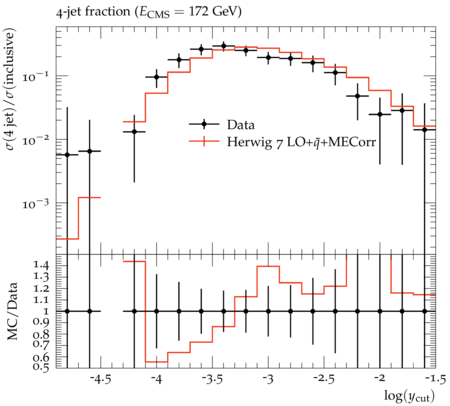 4-jet fraction (E_CMS = 172 GeV)
σ(4 jet)/σ(inclusive)
10^−1
10^−2
10^−3
Data
Herwig 7 LO+q̃+MECorr
MC/Data
1.4
1.3
1.2
1.1
1
0.9
0.8
0.7
0.6
0.5
-4.5 -4 -3.5 -3 -2.5 -2 -1.5
log(y_cut)